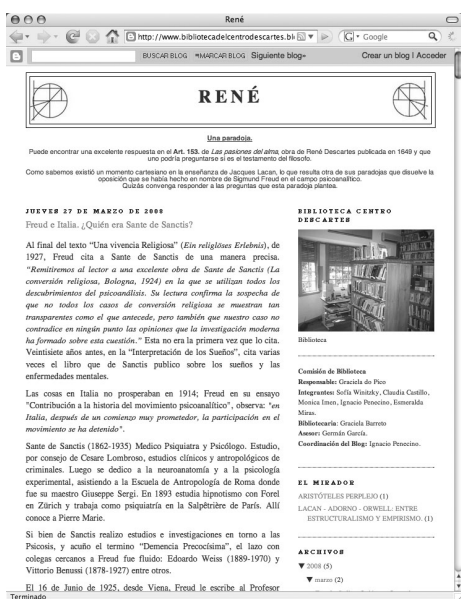 René
http://www.bibliotecadelcentrodescartes.bl
Google
BUSCAR BLOG
MARCAR BLOG
Siguiente blog»
Crear un blog | Acceder
RENÉ
Una paradoja.
Puede encontrar una excelente respuesta en el Art. 153. de Las pasiones del alma, obra de René Descartes publicada en 1649 y que
uno podría preguntarse si es el testamento del filosofo.
Como sabemos existió un momento cartesiano en la enseñanza de Jacques Lacan, lo que resulta otra de sus paradojas que disuelve la
oposición que se había hecho en nombre de Sigmund Freud en el campo psicoanalítico.
Quizás convenga responder a las preguntas que esta paradoja plantea.
JUEVES 27 DE MARZO DE 2008
Freud e Italia. ¿Quién era Sante de Sanctis?
Al final del texto “Una vivencia Religiosa” (Ein religlöses Erlebnis), de
1927, Freud cita a Sante de Sanctis de una manera precisa.
“Remitiremos al lector a una excelente obra de Sante de Sanctis (La
conversión religiosa, Bologna, 1924) en la que se utilizan todos los
descubrimientos del psicoanálisis. Su lectura confirma la sospecha de
que no todos los casos de conversión religiosa se muestran tan
transparentes como el que antecede, pero también que nuestro caso no
contradice en ningún punto las opiniones que la investigación moderna
ha formado sobre esta cuestión.” Esta no era la primera vez que lo cita.
Veintisiete años antes, en la “Interpretación de los Sueños”, cita varias
veces el libro que de Sanctis publico sobre los sueños y las
enfermedades mentales.
Las cosas en Italia no prosperaban en 1914; Freud en su ensayo
"Contribución a la historia del movimiento psicoanalítico", observa: "en
Italia, después de un comienzo muy prometedor, la participación en el
movimiento se ha detenido".
Sante de Sanctis (1862-1935) Medico Psiquiatra y Psicólogo. Estudio,
por consejo de Cesare Lombroso, estudios clínicos y antropológicos de
criminales. Luego se dedico a la neuroanatomía y a la psicología
experimental, asistiendo a la Escuela de Antropología de Roma donde
fue su maestro Giuseppe Sergi. En 1893 estudia hipnotismo con Forel
en Zürich y trabaja como psiquiatría en la Salpêtrière de París. Allí
conoce a Pierre Marie.
Si bien de Sanctis realizo estudios e investigaciones en torno a las
Psicosis, y acuño el termino “Demencia Precocísima”, el lazo con
colegas cercanos a Freud fue fluido: Edoardo Weiss (1889-1970) y
Vittorio Benussi (1878-1927) entre otros.
El 16 de Junio de 1925, desde Viena, Freud le escribe al Profesor
BIBLIOTECA CENTRO
DESCARTES
Biblioteca
Comisión de Biblioteca
Responsable: Graciela do Pico
Integrantes: Sofía Winitzky, Claudia Castillo,
Monica Imen, Ignacio Penecino, Esmeralda
Miras.
Bibliotecaria: Graciela Barreto
Asesor: Germán García.
Coordinación del Blog: Ignacio Penecino.
EL MIRADOR
ARISTÓTELES PERPLEJO (1)
LACAN - ADORNO - ORWELL: ENTRE
ESTRUCTURALISMO Y EMPIRISMO. (1)
ARCHIVOS
▼ 2008 (5)
▼ marzo (2)
Terminado